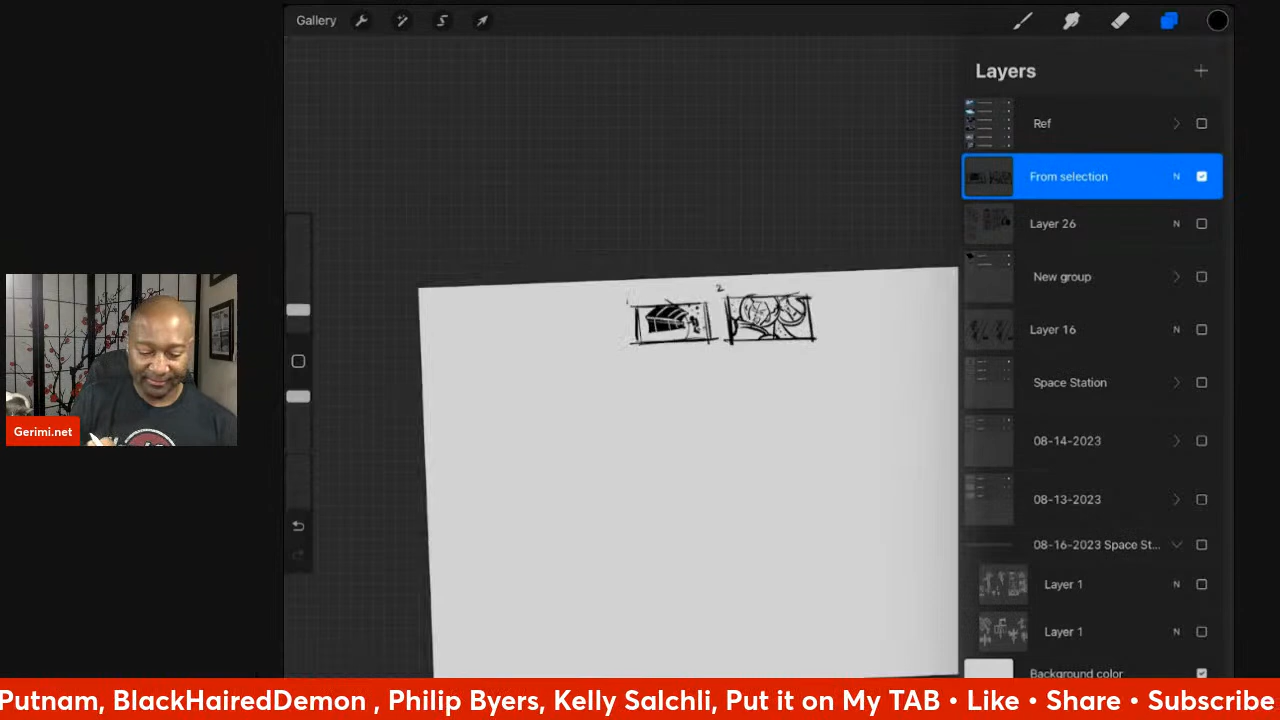 Gallery
Layers
Ref
From selection N
Layer 26 N
New group
Layer 16 N
Space Station
08-14-2023
08-13-2023
08-16-2023 Space St...
Layer 1 N
Layer 1 N
Background color
2
Gerimi.net
Putnam, BlackHairedDemon , Philip Byers, Kelly Salchli, Put it on My TAB • Like • Share • Subscribe